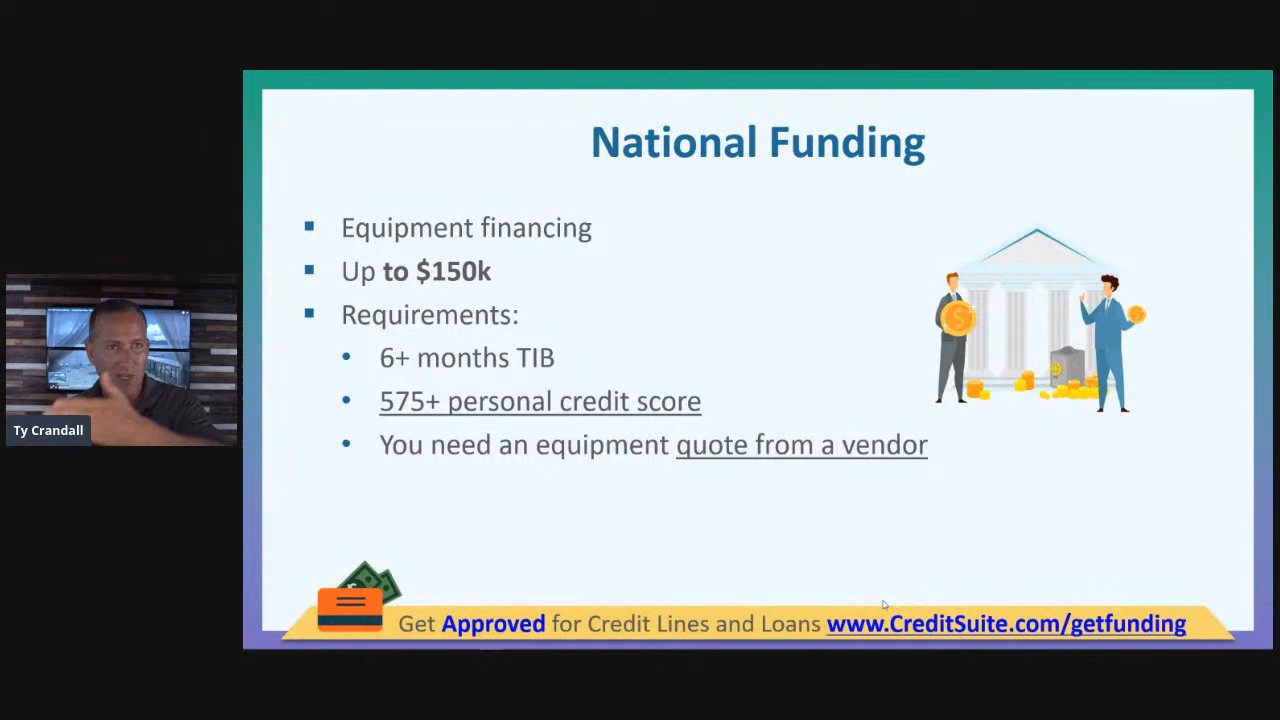 National Funding
Equipment financing
Up to $150k
Requirements:
6+ months TIB
575+ personal credit score
You need an equipment quote from a vendor
Ty Crandall
Get Approved for Credit Lines and Loans www.CreditSuite.com/getfunding